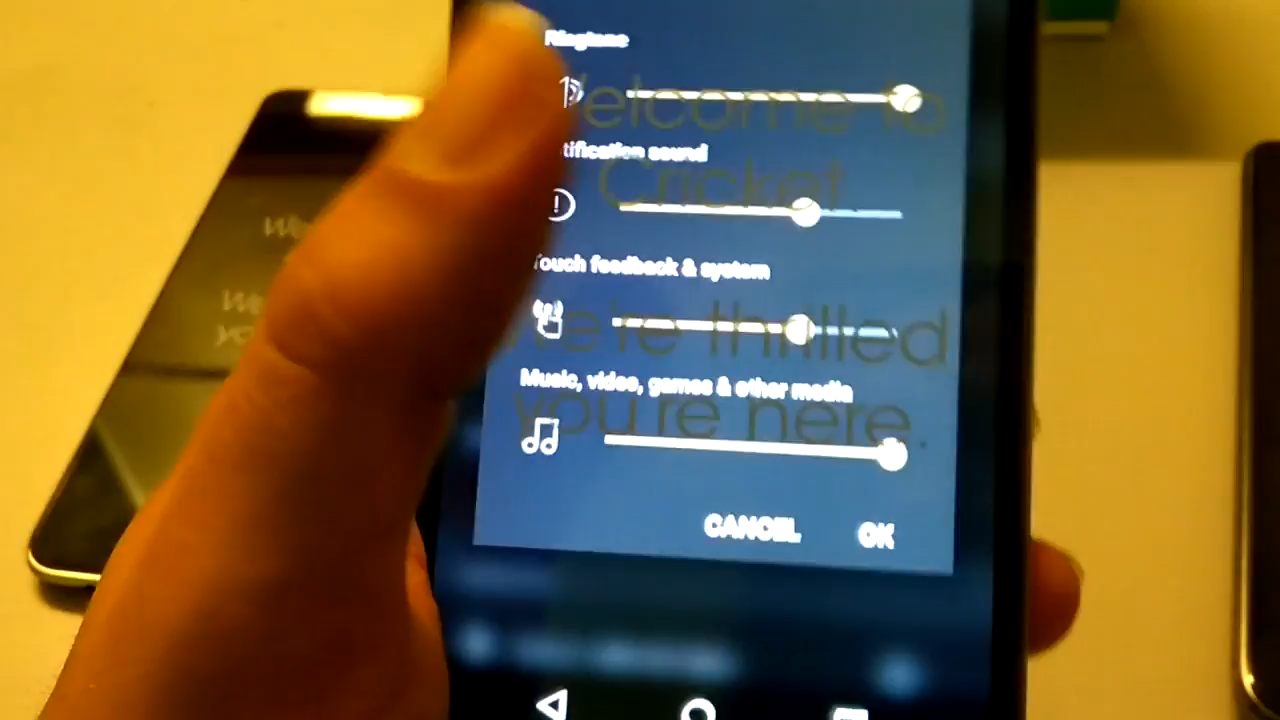 Ringtone
Welcome to
tification sound
Cricket
Touch feedback & system
We're thrilled
Music, video, games & other media
you're here
CANCEL OK